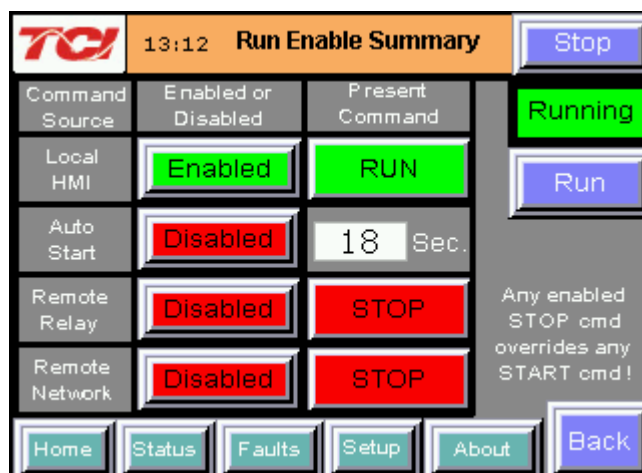 TCI 13:12 Run Enable Summary Stop
Command Source Enabled or Disabled Present Command Running
Local HMI Enabled RUN Run
Auto Start Disabled 18 Sec.
Remote Relay Disabled STOP
Remote Network Disabled STOP
Any enabled
STOP cmd
overrides any
START cmd!
Home Status Faults Setup About Back